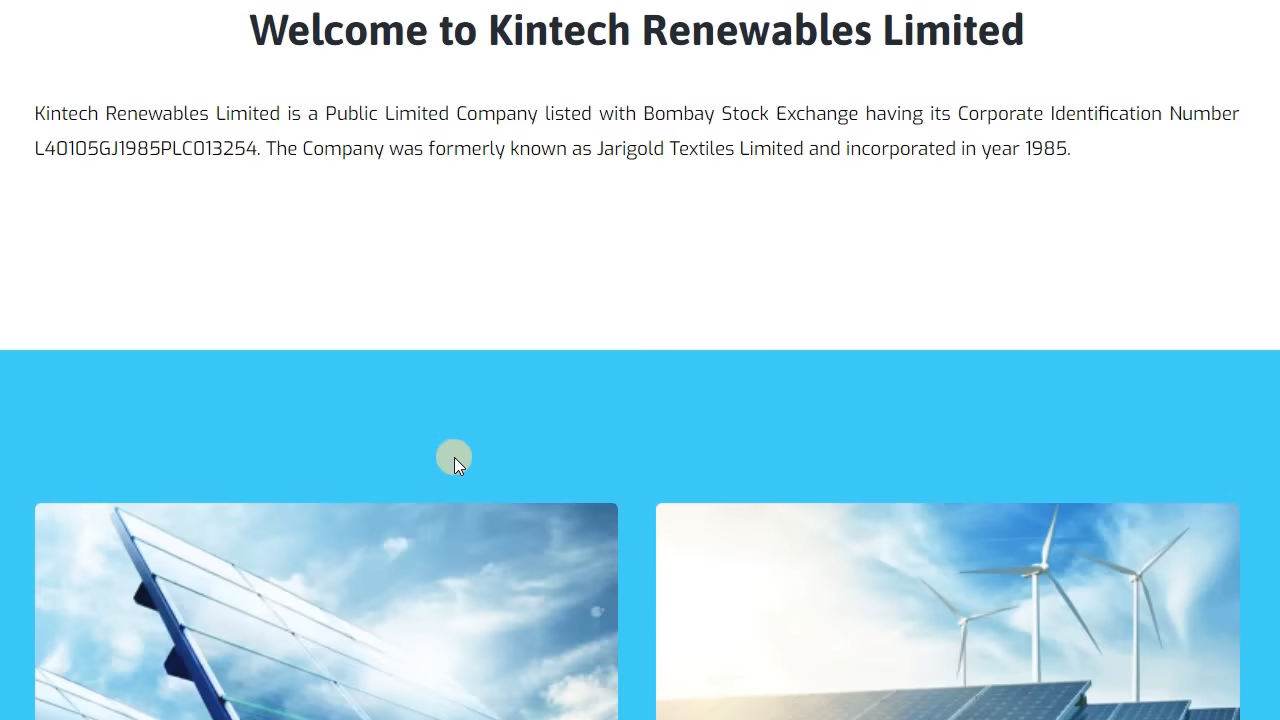 Welcome to Kintech Renewables Limited
Kintech Renewables Limited is a Public Limited Company listed with Bombay Stock Exchange having its Corporate Identification Number
L40105GJ1985PLC013254. The Company was formerly known as Jarigold Textiles Limited and incorporated in year 1985.